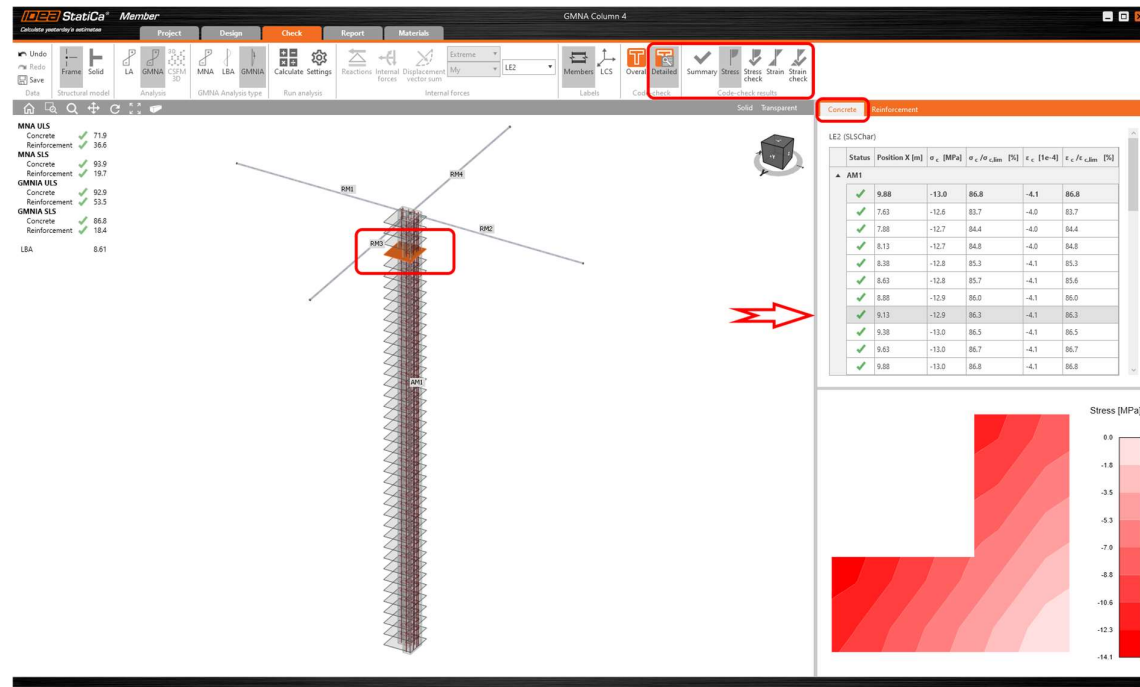 IDEA StatiCa® Member
Calculate yesterday's estimates
GMNA Column 4
Project Design Check Report Materials
Undo
Redo
Save
Frame Solid
LA GMNA CSFM 3D
MNA LBA GMNIA
Calculate Settings
Reactions Internal forces Displacement vector sum
Extreme
My
LE2
Members LCS
Overall Detailed
Summary Stress Stress check Strain Strain check
Data Structural model Analysis GMNA Analysis type Run analysis Internal forces Labels Code-check Code-check results
Solid Transparent
MNA ULS
Concrete 71.9
Reinforcement 36.6
MNA SLS
Concrete 93.9
Reinforcement 19.7
GMNIA ULS
Concrete 92.9
Reinforcement 53.5
GMNIA SLS
Concrete 86.8
Reinforcement 18.4
LBA 8.61
RM1
RM4
RM2
RM3
AM1
+Y
Concrete Reinforcement
LE2 (SLSChar)
Status Position X [m] σ c [MPa] σ c /σ c,lim [%] ε c [1e-4] ε c /ε c,lim [%]
AM1
9.88 -13.0 86.8 -4.1 86.8
7.63 -12.6 83.7 -4.0 83.7
7.88 -12.7 84.4 -4.0 84.4
8.13 -12.7 84.8 -4.0 84.8
8.38 -12.8 85.3 -4.1 85.3
8.63 -12.8 85.7 -4.1 85.6
8.88 -12.9 86.0 -4.1 86.0
9.13 -12.9 86.3 -4.1 86.3
9.38 -13.0 86.5 -4.1 86.5
9.63 -13.0 86.7 -4.1 86.7
9.88 -13.0 86.8 -4.1 86.8
Stress [MPa]
0.0
-1.8
-3.5
-5.3
-7.0
-8.8
-10.6
-12.3
-14.1